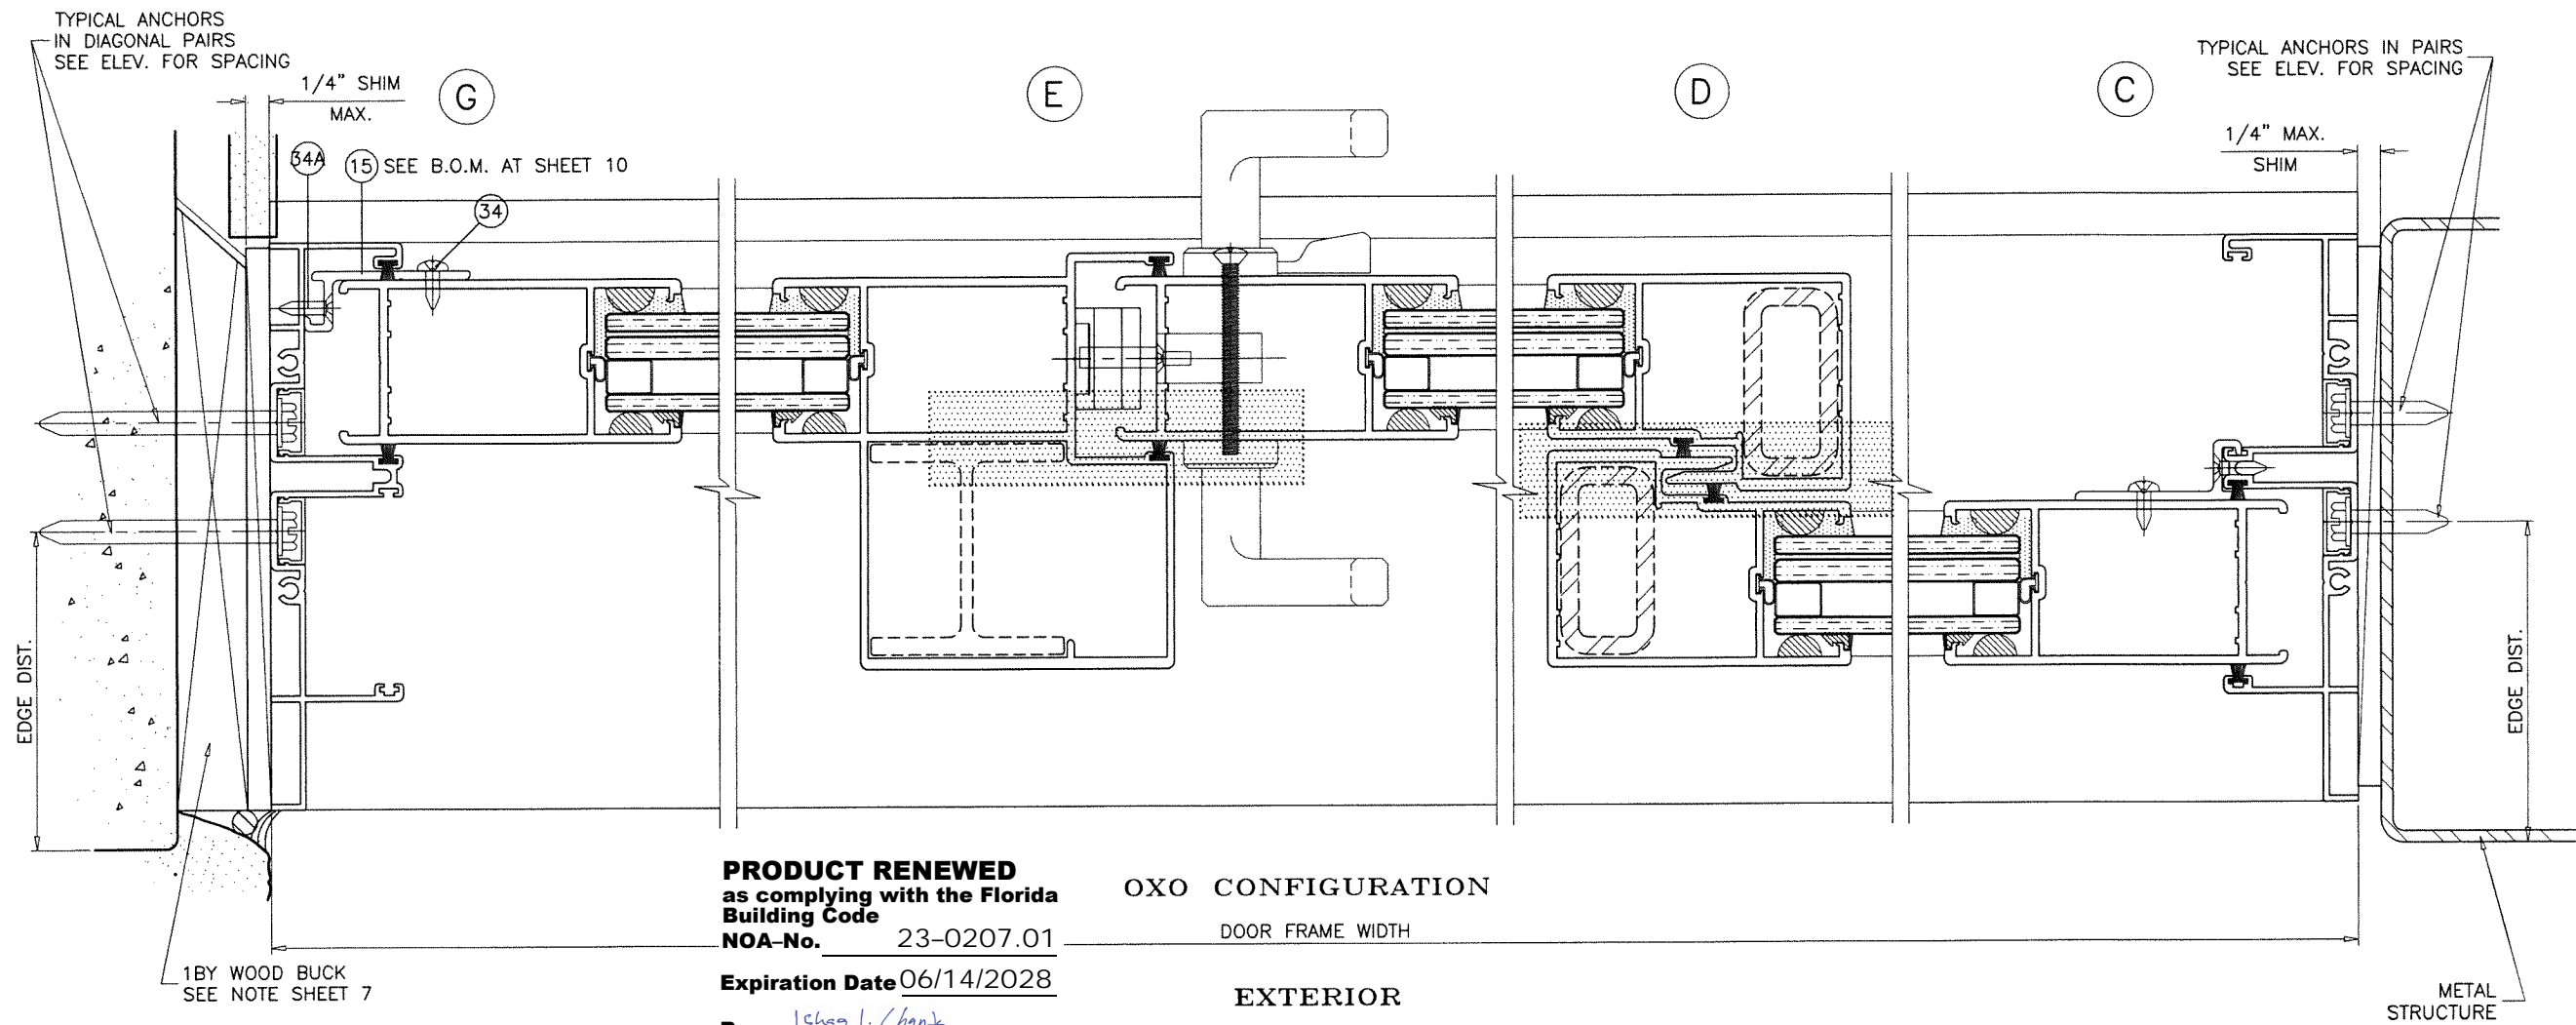 TYPICAL ANCHORS
IN DIAGONAL PAIRS
SEE ELEV. FOR SPACING
1/4" SHIM
MAX.
G
E
D
C
TYPICAL ANCHORS IN PAIRS
SEE ELEV. FOR SPACING
1/4" MAX.
SHIM
34A
15 SEE B.O.M. AT SHEET 10
34
EDGE DIST.
EDGE DIST.
PRODUCT RENEWED
as complying with the Florida
Building Code
NOA-No. 23-0207.01
Expiration Date 06/14/2028
OXO CONFIGURATION
DOOR FRAME WIDTH
EXTERIOR
1BY WOOD BUCK
SEE NOTE SHEET 7
METAL
STRUCTURE